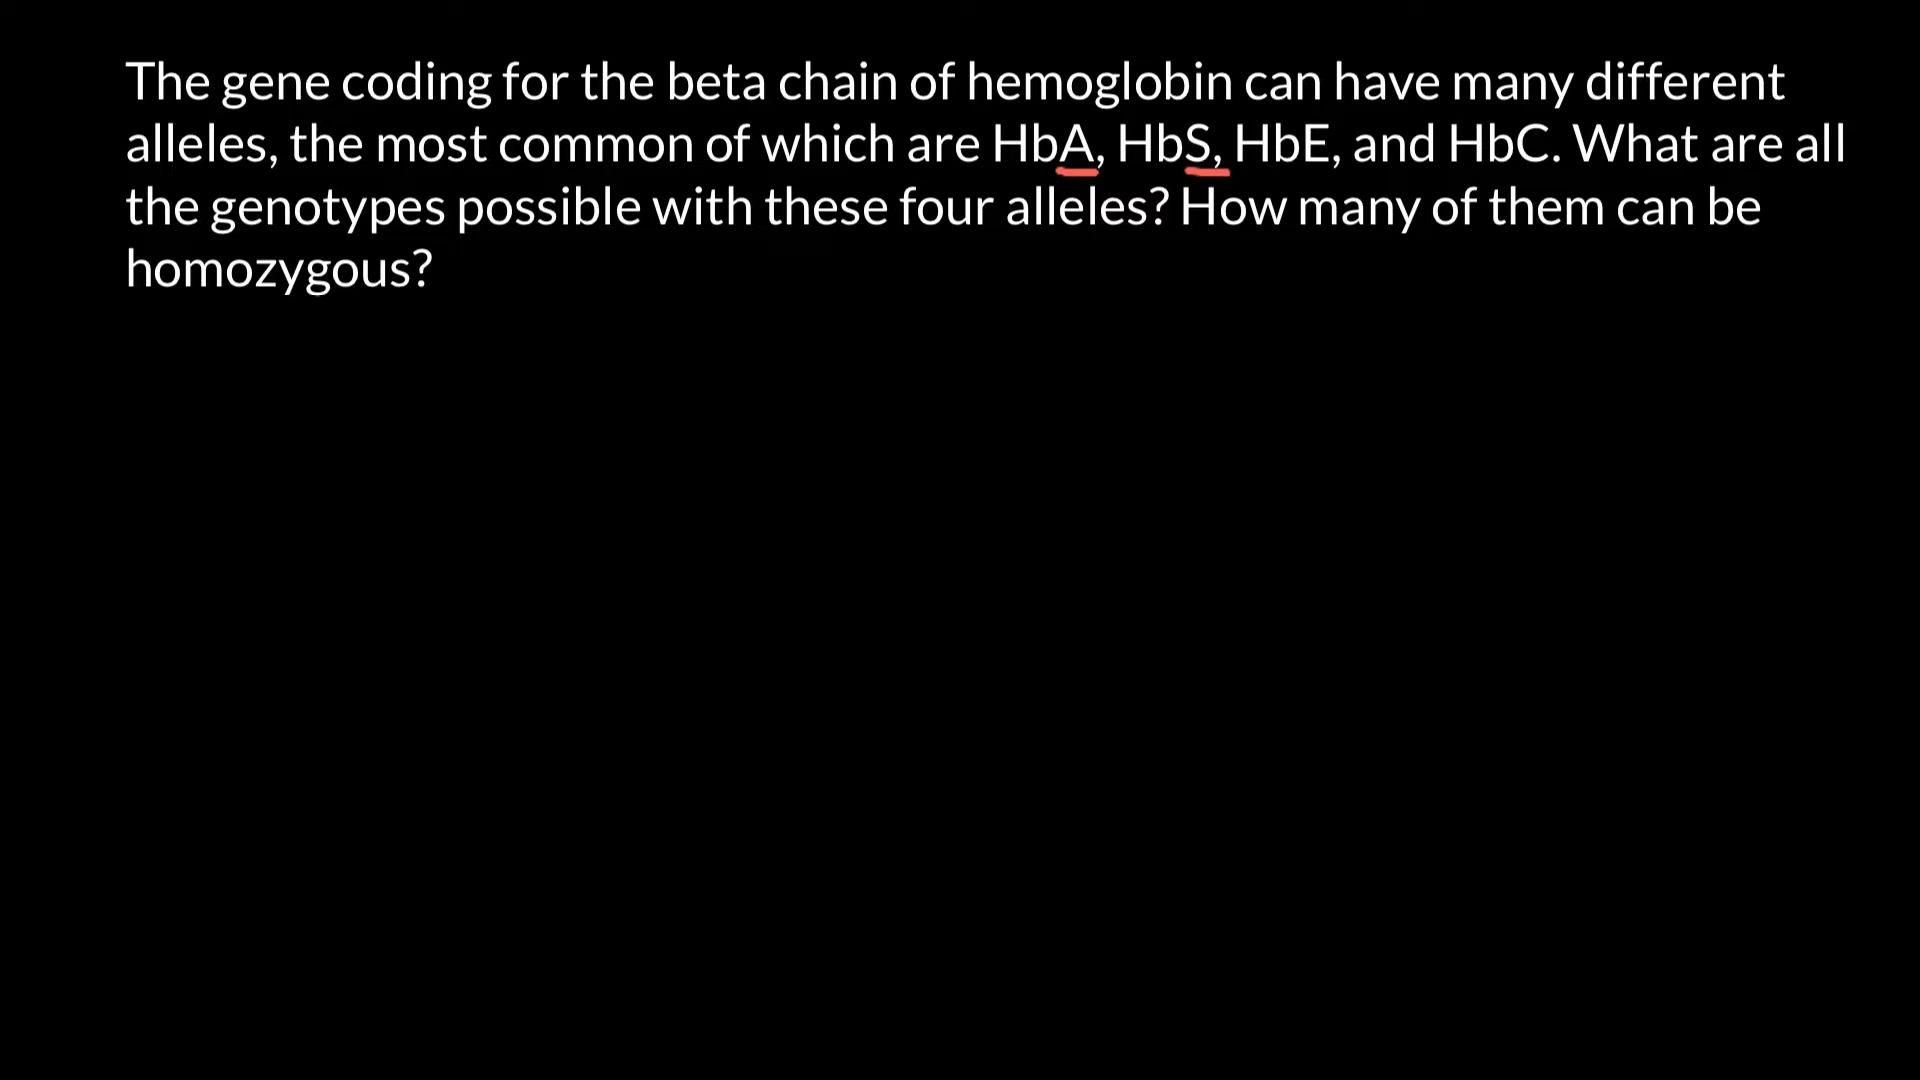 The gene coding for the beta chain of hemoglobin can have many different
alleles, the most common of which are HbA, HbS, HbE, and HbC. What are all
the genotypes possible with these four alleles? How many of them can be
homozygous?